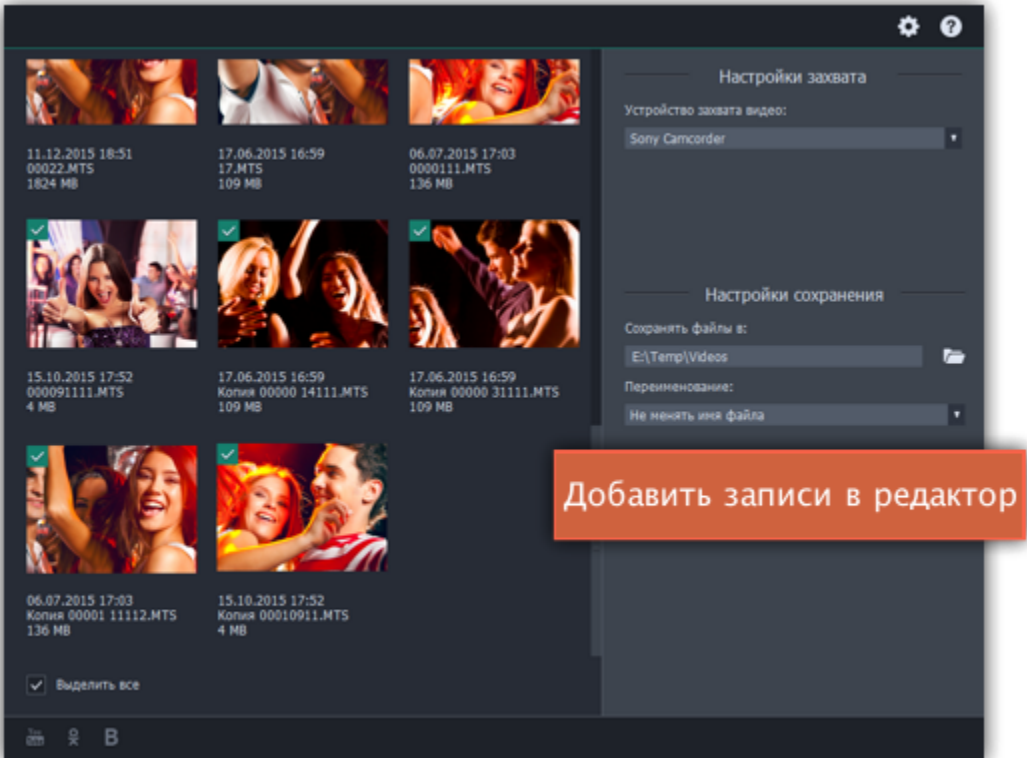 Настройки захвата
Устройство захвата видео:
Sony Camcorder
11.12.2015 18:51
00022.MTS
1824 MB
17.06.2015 16:59
17.MTS
109 MB
06.07.2015 17:03
0000111.MTS
136 MB
15.10.2015 17:52
000091111.MTS
4 MB
17.06.2015 16:59
Копия 00000 14111.MTS
109 MB
17.06.2015 16:59
Копия 00000 31111.MTS
109 MB
Настройки сохранения
Сохранять файлы в:
E:\Temp\Videos
Переименование:
Не менять имя файла
Добавить записи в редактор
06.07.2015 17:03
Копия 00001 11112.MTS
136 MB
15.10.2015 17:52
Копия 00010911.MTS
4 MB
Выделить все